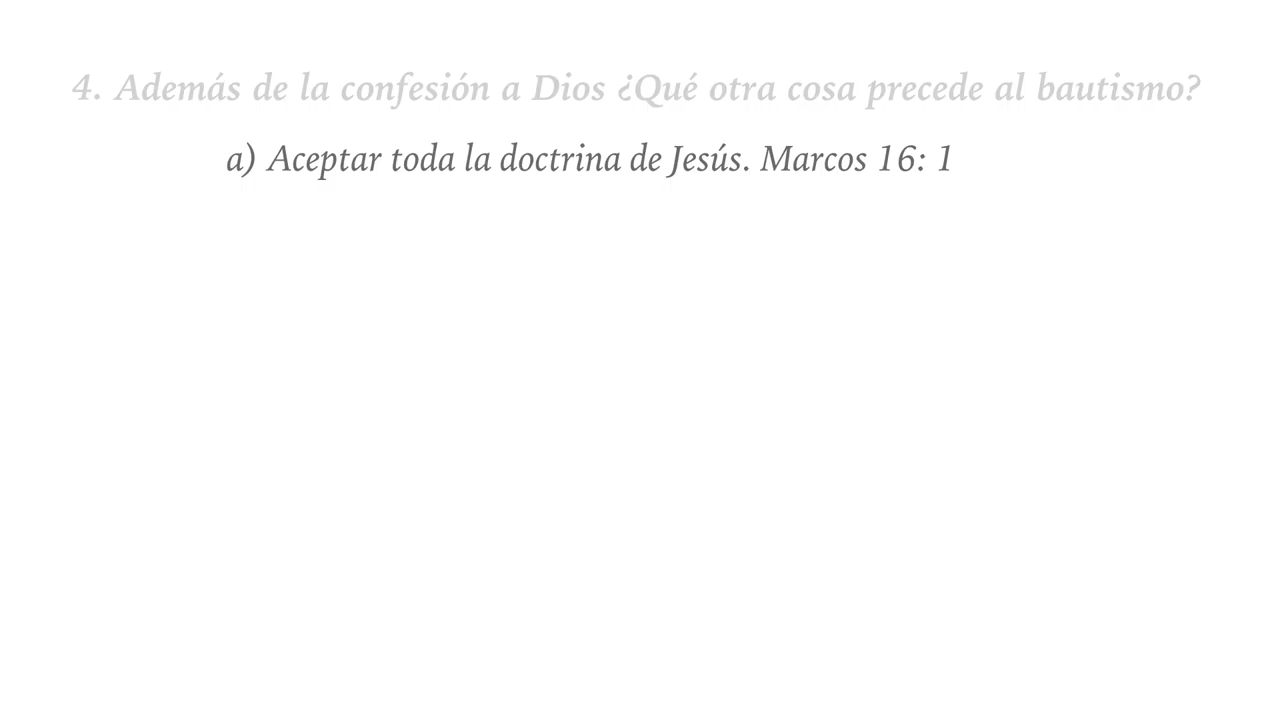 4. Además de la confesión a Dios ¿Qué otra cosa precede al bautismo?
a) Aceptar toda la doctrina de Jesús. Marcos 16: 1